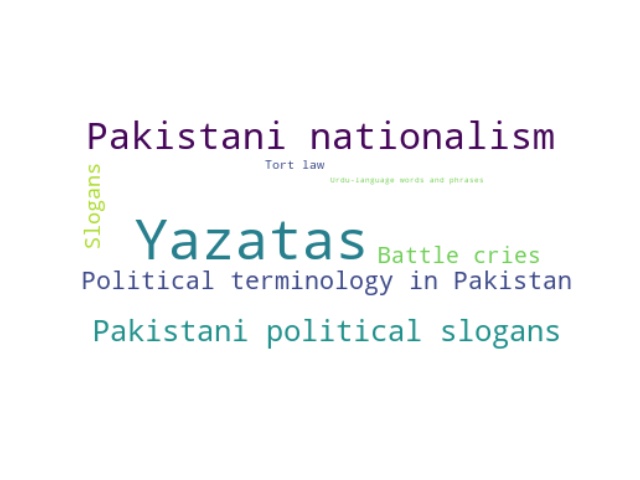 Pakistani nationalism
Tort law
Urdu-language words and phrases
Slogans
Yazatas
Battle cries
Political terminology in Pakistan
Pakistani political slogans